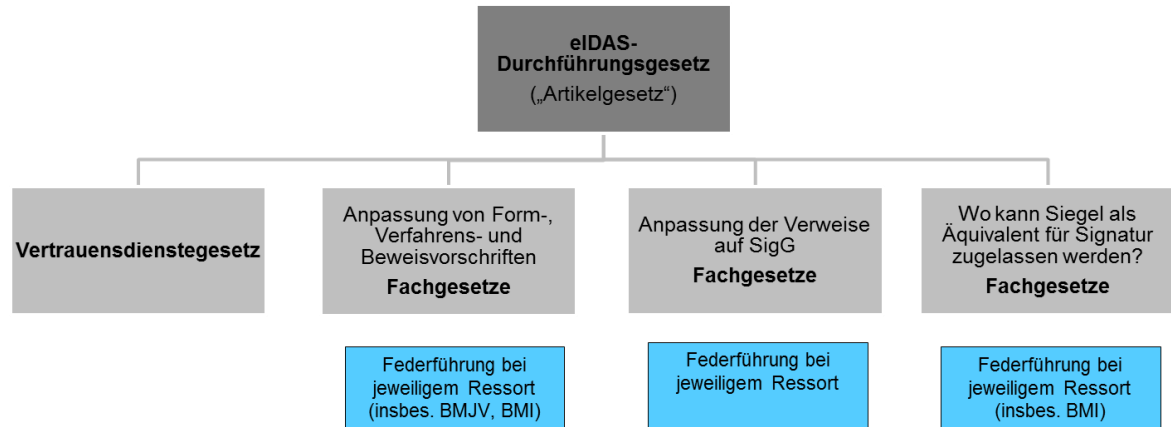 eIDAS-
Durchführungsgesetz
(„Artikelgesetz“)
Vertrauensdienstegesetz
Anpassung von Form-,
Verfahrens- und
Beweisvorschriften
Fachgesetze
Anpassung der Verweise
auf SigG
Fachgesetze
Wo kann Siegel als
Äquivalent für Signatur
zugelassen werden?
Fachgesetze
Federführung bei
jeweiligem Ressort
(insbes. BMJV, BMI)
Federführung bei
jeweiligem Ressort
Federführung bei
jeweiligem Ressort
(insbes. BMI)